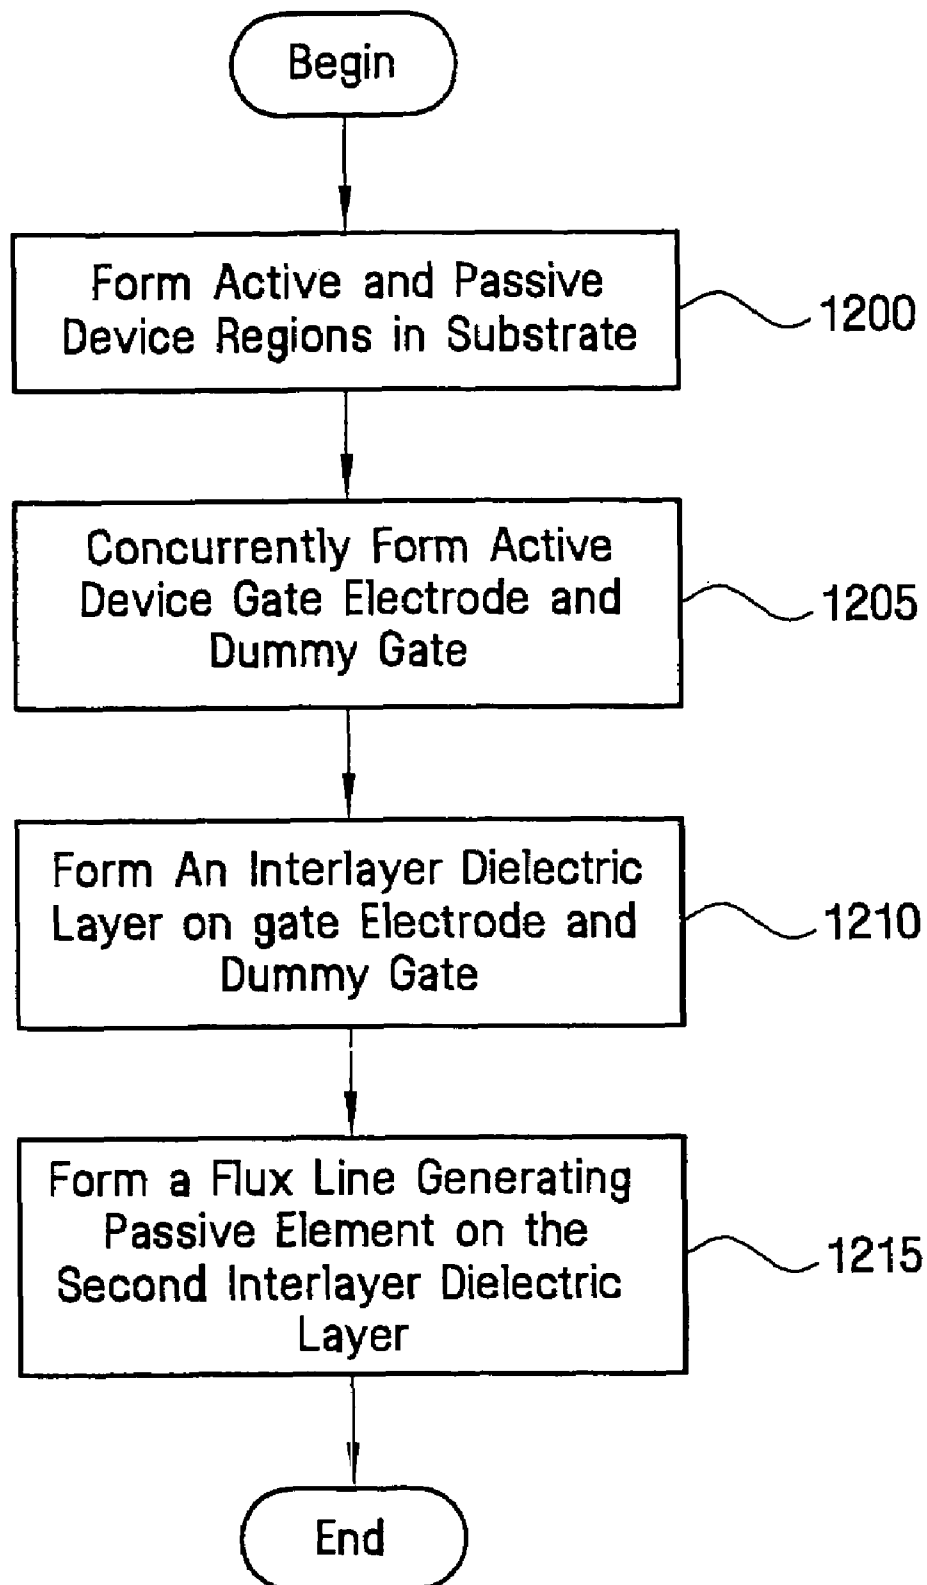 Begin
Form Active and Passive
Device Regions in Substrate
1200
Concurrently Form Active
Device Gate Electrode and
Dummy Gate
1205
Form An Interlayer Dielectric
Layer on gate Electrode and
Dummy Gate
1210
Form a Flux Line Generating
Passive Element on the
Second Interlayer Dielectric
Layer
1215
End